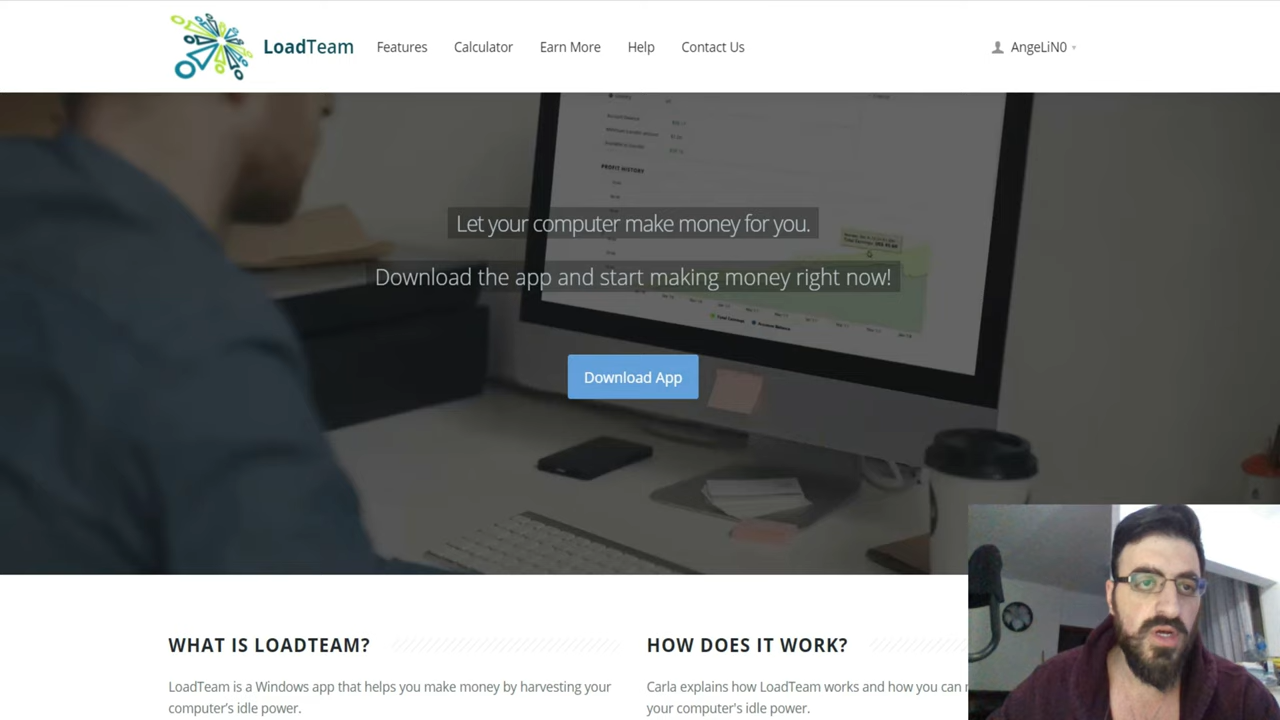 LoadTeam
Features
Calculator
Earn More
Help
Contact Us
AngeLiN0
PROFIT HISTORY
Let your computer make money for you.
Download the app and start making money right now!
Download App
WHAT IS LOADTEAM?
LoadTeam is a Windows app that helps you make money by harvesting your
computer's idle power.
HOW DOES IT WORK?
Carla explains how LoadTeam works and how you can
your computer's idle power.